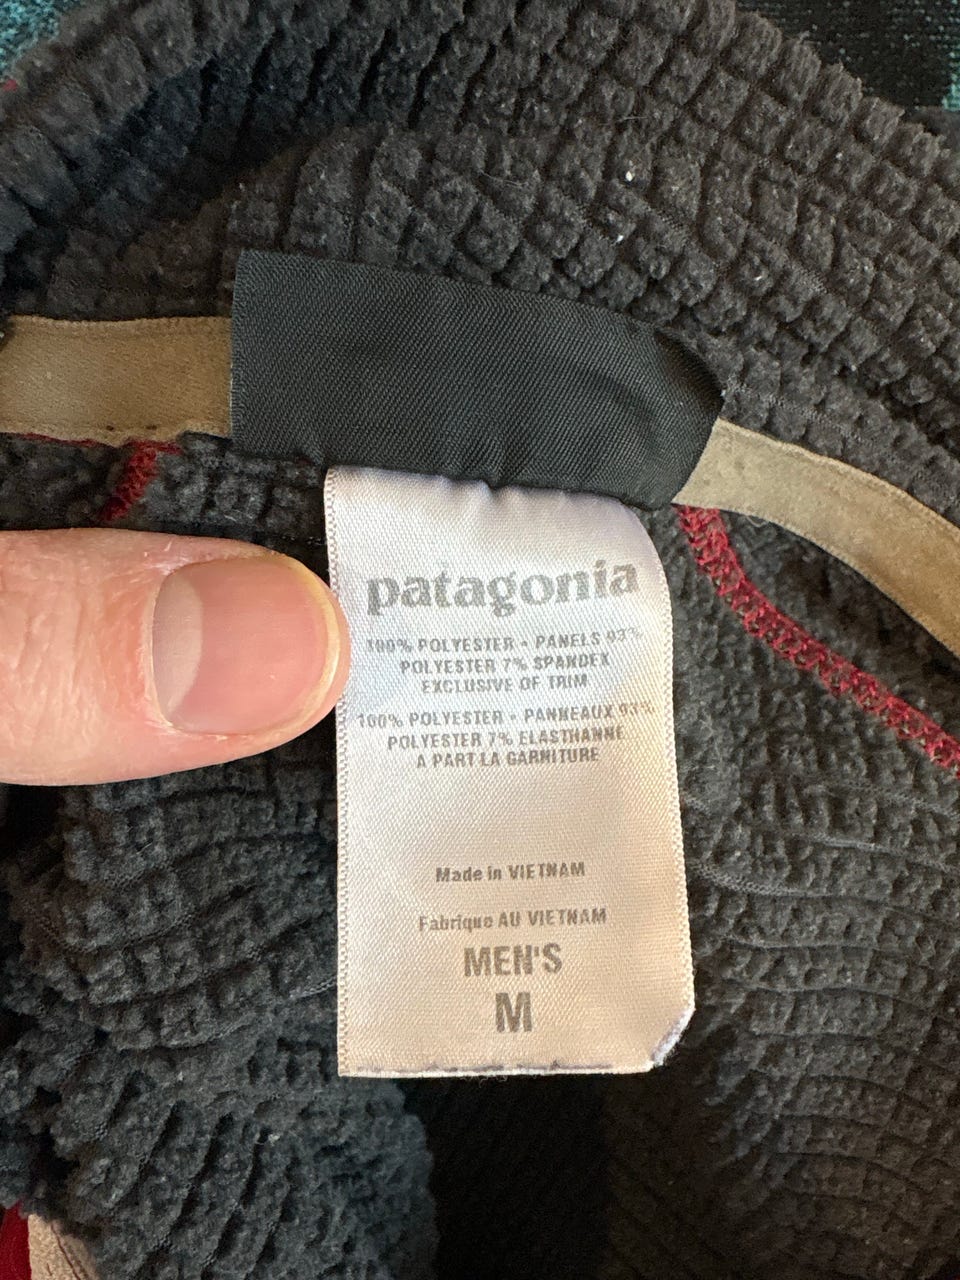 patagonia
100% POLYESTER • PANELS 93%
POLYESTER 7% SPANDEX
EXCLUSIVE OF TRIM
100% POLYESTER • PANNEAUX 93%
POLYESTER 7% ELASTHANNE
A PART LA GARNITURE
Made in VIETNAM
Fabrique AU VIETNAM
MEN'S
M